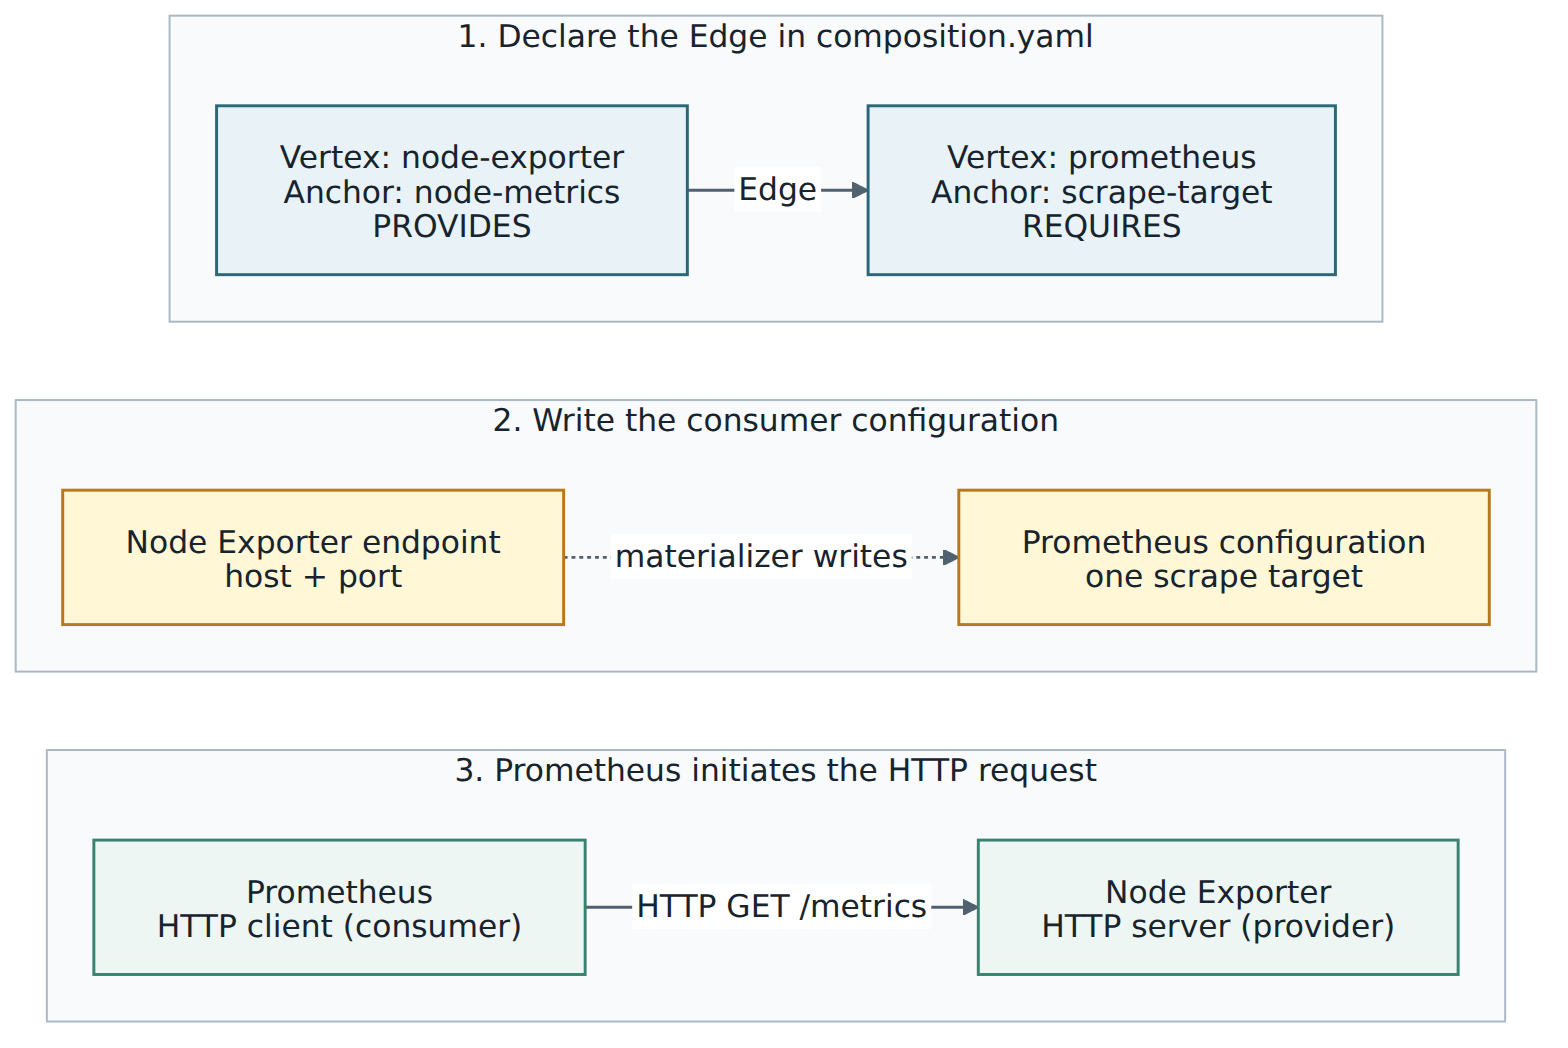 1. Declare the Edge in composition.yaml
Vertex: node-exporter
Anchor: node-metrics
PROVIDES
Edge
Vertex: prometheus
Anchor: scrape-target
REQUIRES
2. Write the consumer configuration
Node Exporter endpoint
host + port
materializer writes
Prometheus configuration
one scrape target
3. Prometheus initiates the HTTP request
Prometheus
HTTP client (consumer)
HTTP GET /metrics
Node Exporter
HTTP server (provider)